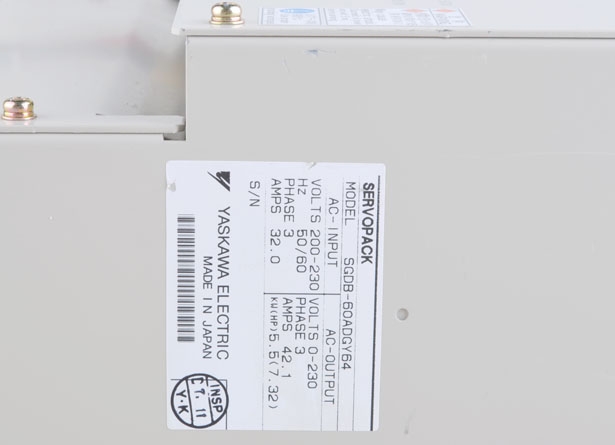 SERVOPACK
MODEL SGDB-60ADGY64
AC-INPUT AC-OUTPUT
VOLTS 200-230 VOLTS 0-230
Hz 50/60 PHASE 3
PHASE 3 AMPS 42.1
AMPS 32.0 KW(HP) 5.5(7.32)
S/N
YASKAWA ELECTRIC
MADE IN JAPAN
INSP
Y·K